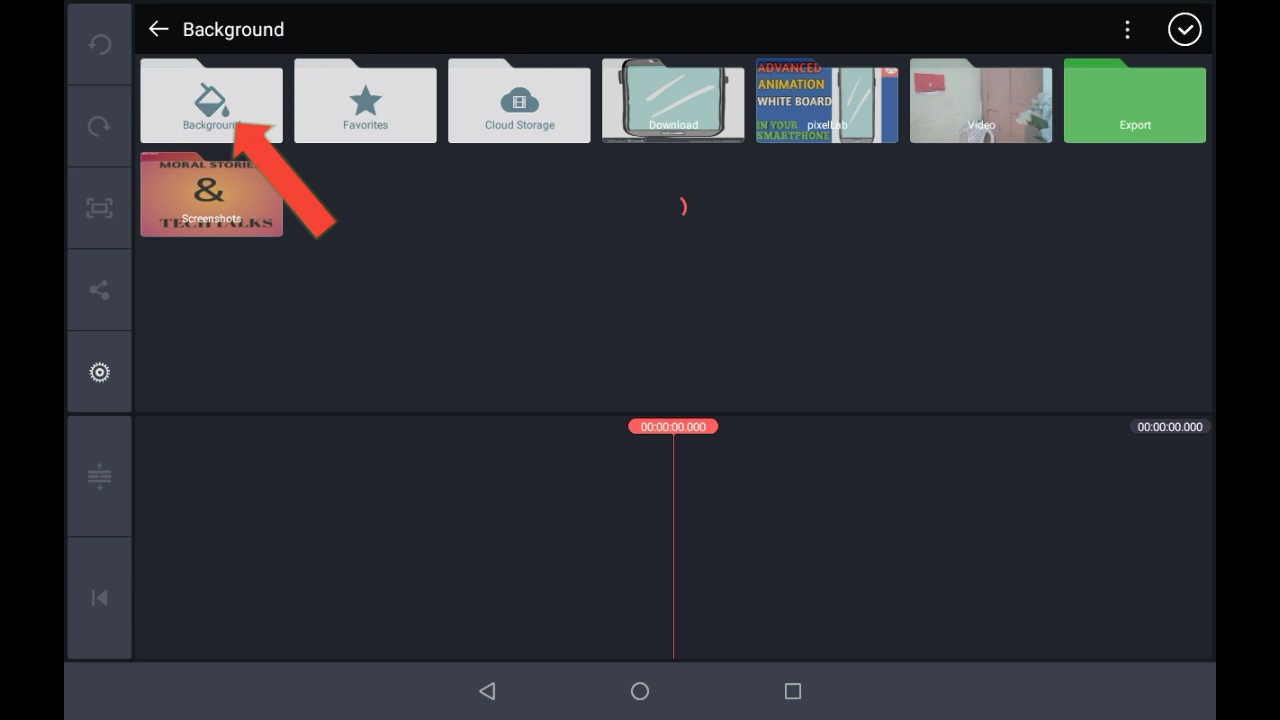 Background
Background
Favorites
Cloud Storage
Download
ADVANCED
ANIMATION
WHITE BOARD
IN YOUR
SMARTPHONE
pixelLab
Video
Export
MORAL STORIE
&
Screenshots
TECH TALKS
00:00:00.000
00:00:00.000